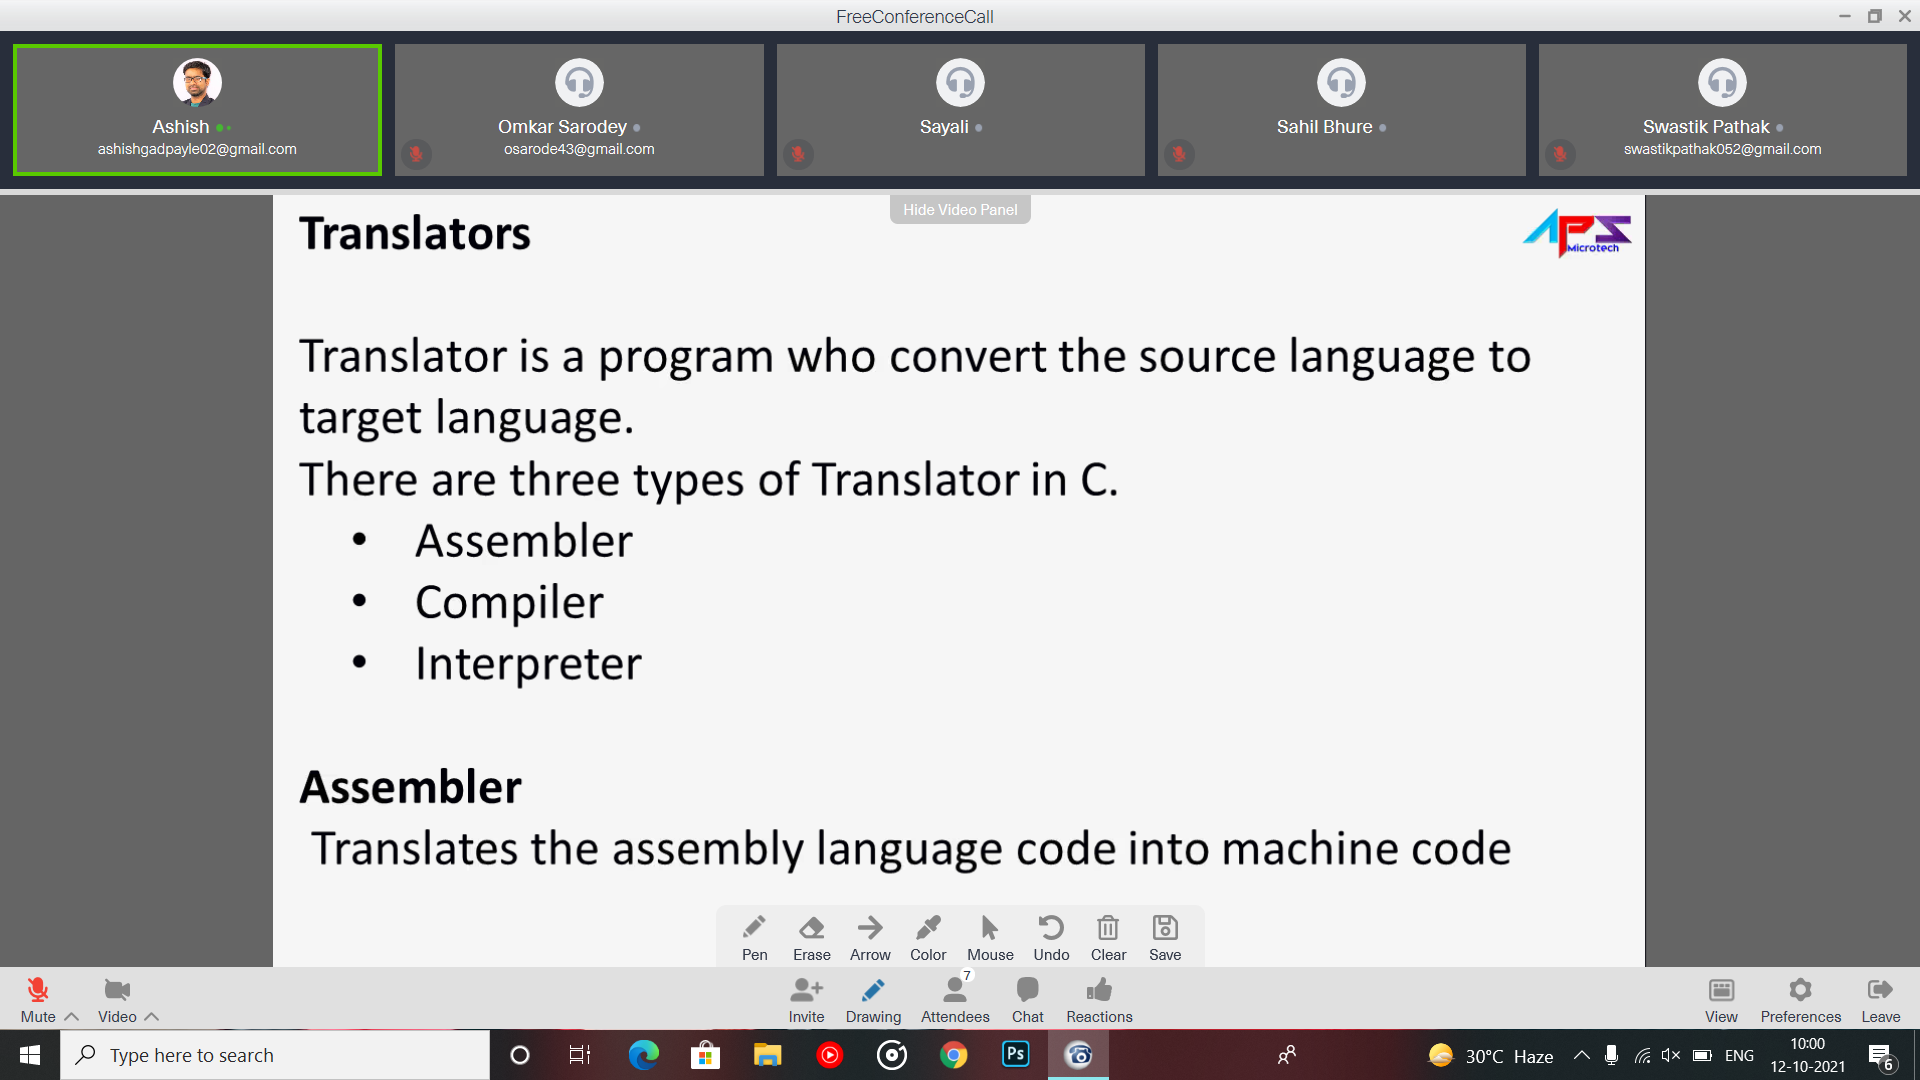 FreeConferenceCall
Ashish
ashishgadpayle02@gmail.com
Omkar Sarodey
osarode43@gmail.com
Sayali
Sahil Bhure
Swastik Pathak
swastikpathak052@gmail.com
Hide Video Panel
Translators
APS
Microtech
Translator is a program who convert the source language to
target language.
There are three types of Translator in C.
• Assembler
• Compiler
• Interpreter
Assembler
Translates the assembly language code into machine code
Pen Erase Arrow Color Mouse Undo Clear Save
7
Mute Video Invite Drawing Attendees Chat Reactions View Preferences Leave
Type here to search
Ps
30°C Haze
ENG
10:00
12-10-2021
6